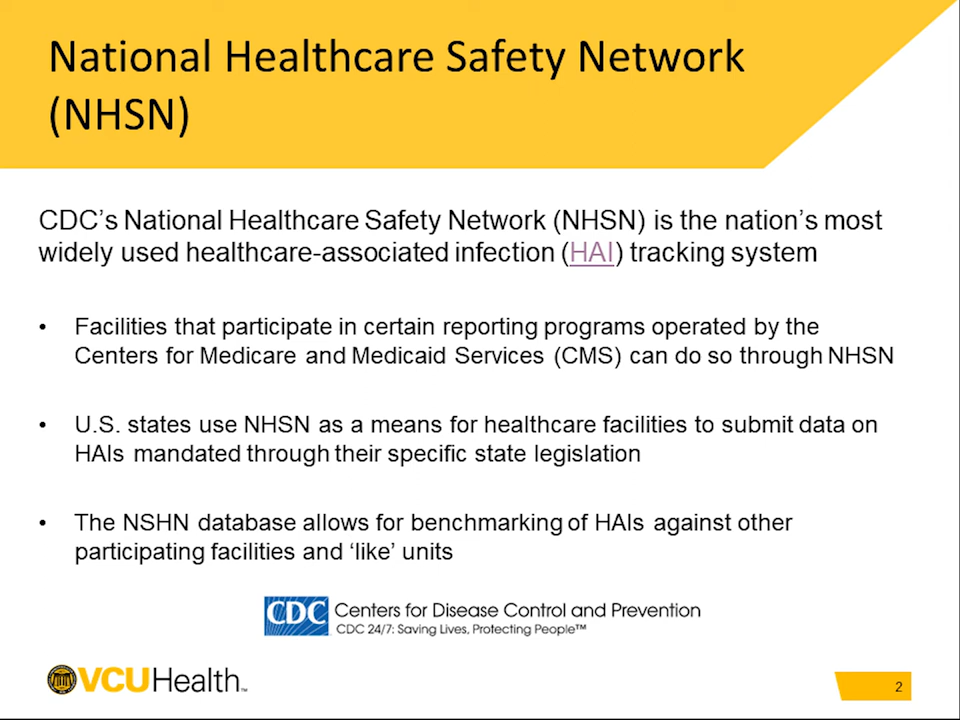 National Healthcare Safety Network
(NHSN)
CDC’s National Healthcare Safety Network (NHSN) is the nation’s most
widely used healthcare-associated infection (HAI) tracking system
• Facilities that participate in certain reporting programs operated by the
Centers for Medicare and Medicaid Services (CMS) can do so through NHSN
• U.S. states use NHSN as a means for healthcare facilities to submit data on
HAIs mandated through their specific state legislation
• The NSHN database allows for benchmarking of HAIs against other
participating facilities and ‘like’ units
CDC Centers for Disease Control and Prevention
CDC 24/7: Saving Lives, Protecting People™
VCUHealth™
2